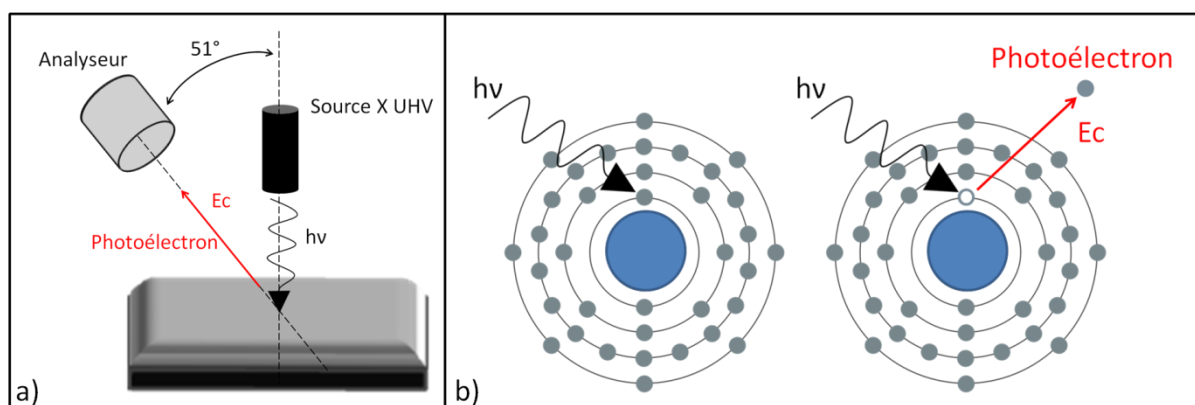 51°
Analyseur
Source X UHV
Ec
hν
Photoélectron
a)
hν
hν
Photoélectron
Ec
b)